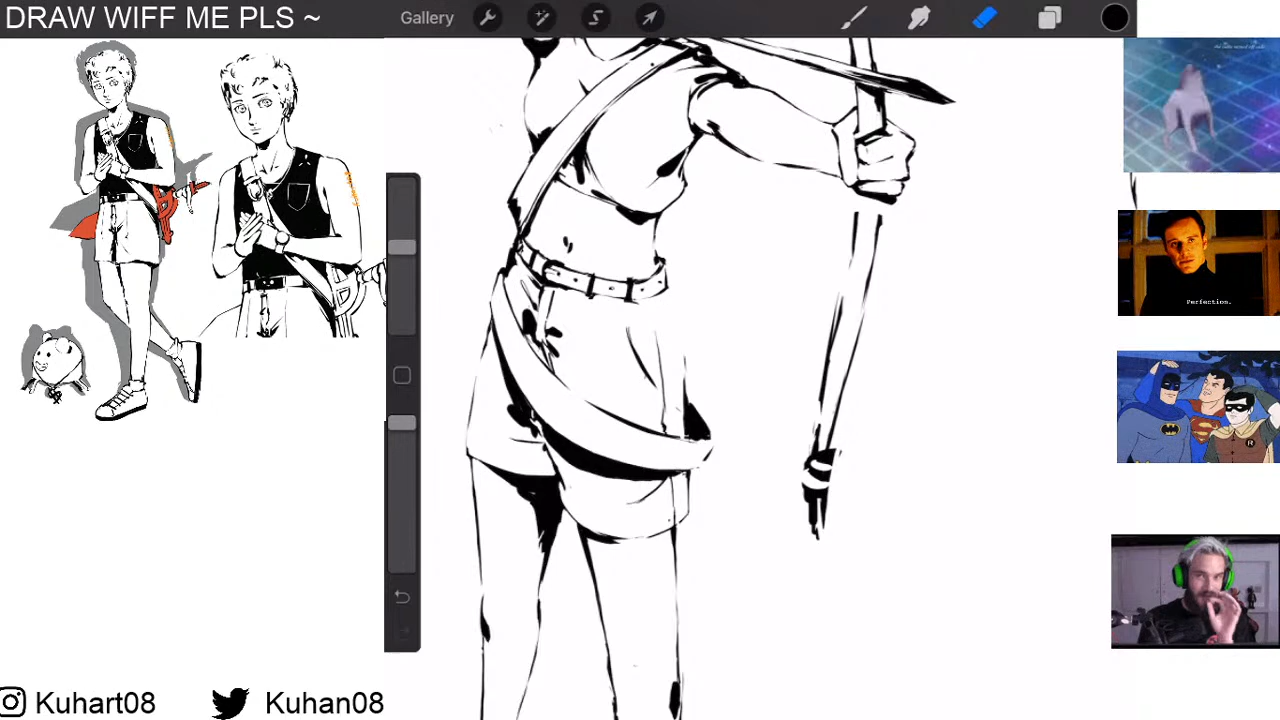 DRAW WIFF ME PLS ~
Gallery
Perfection.
Kuhart08
Kuhan08